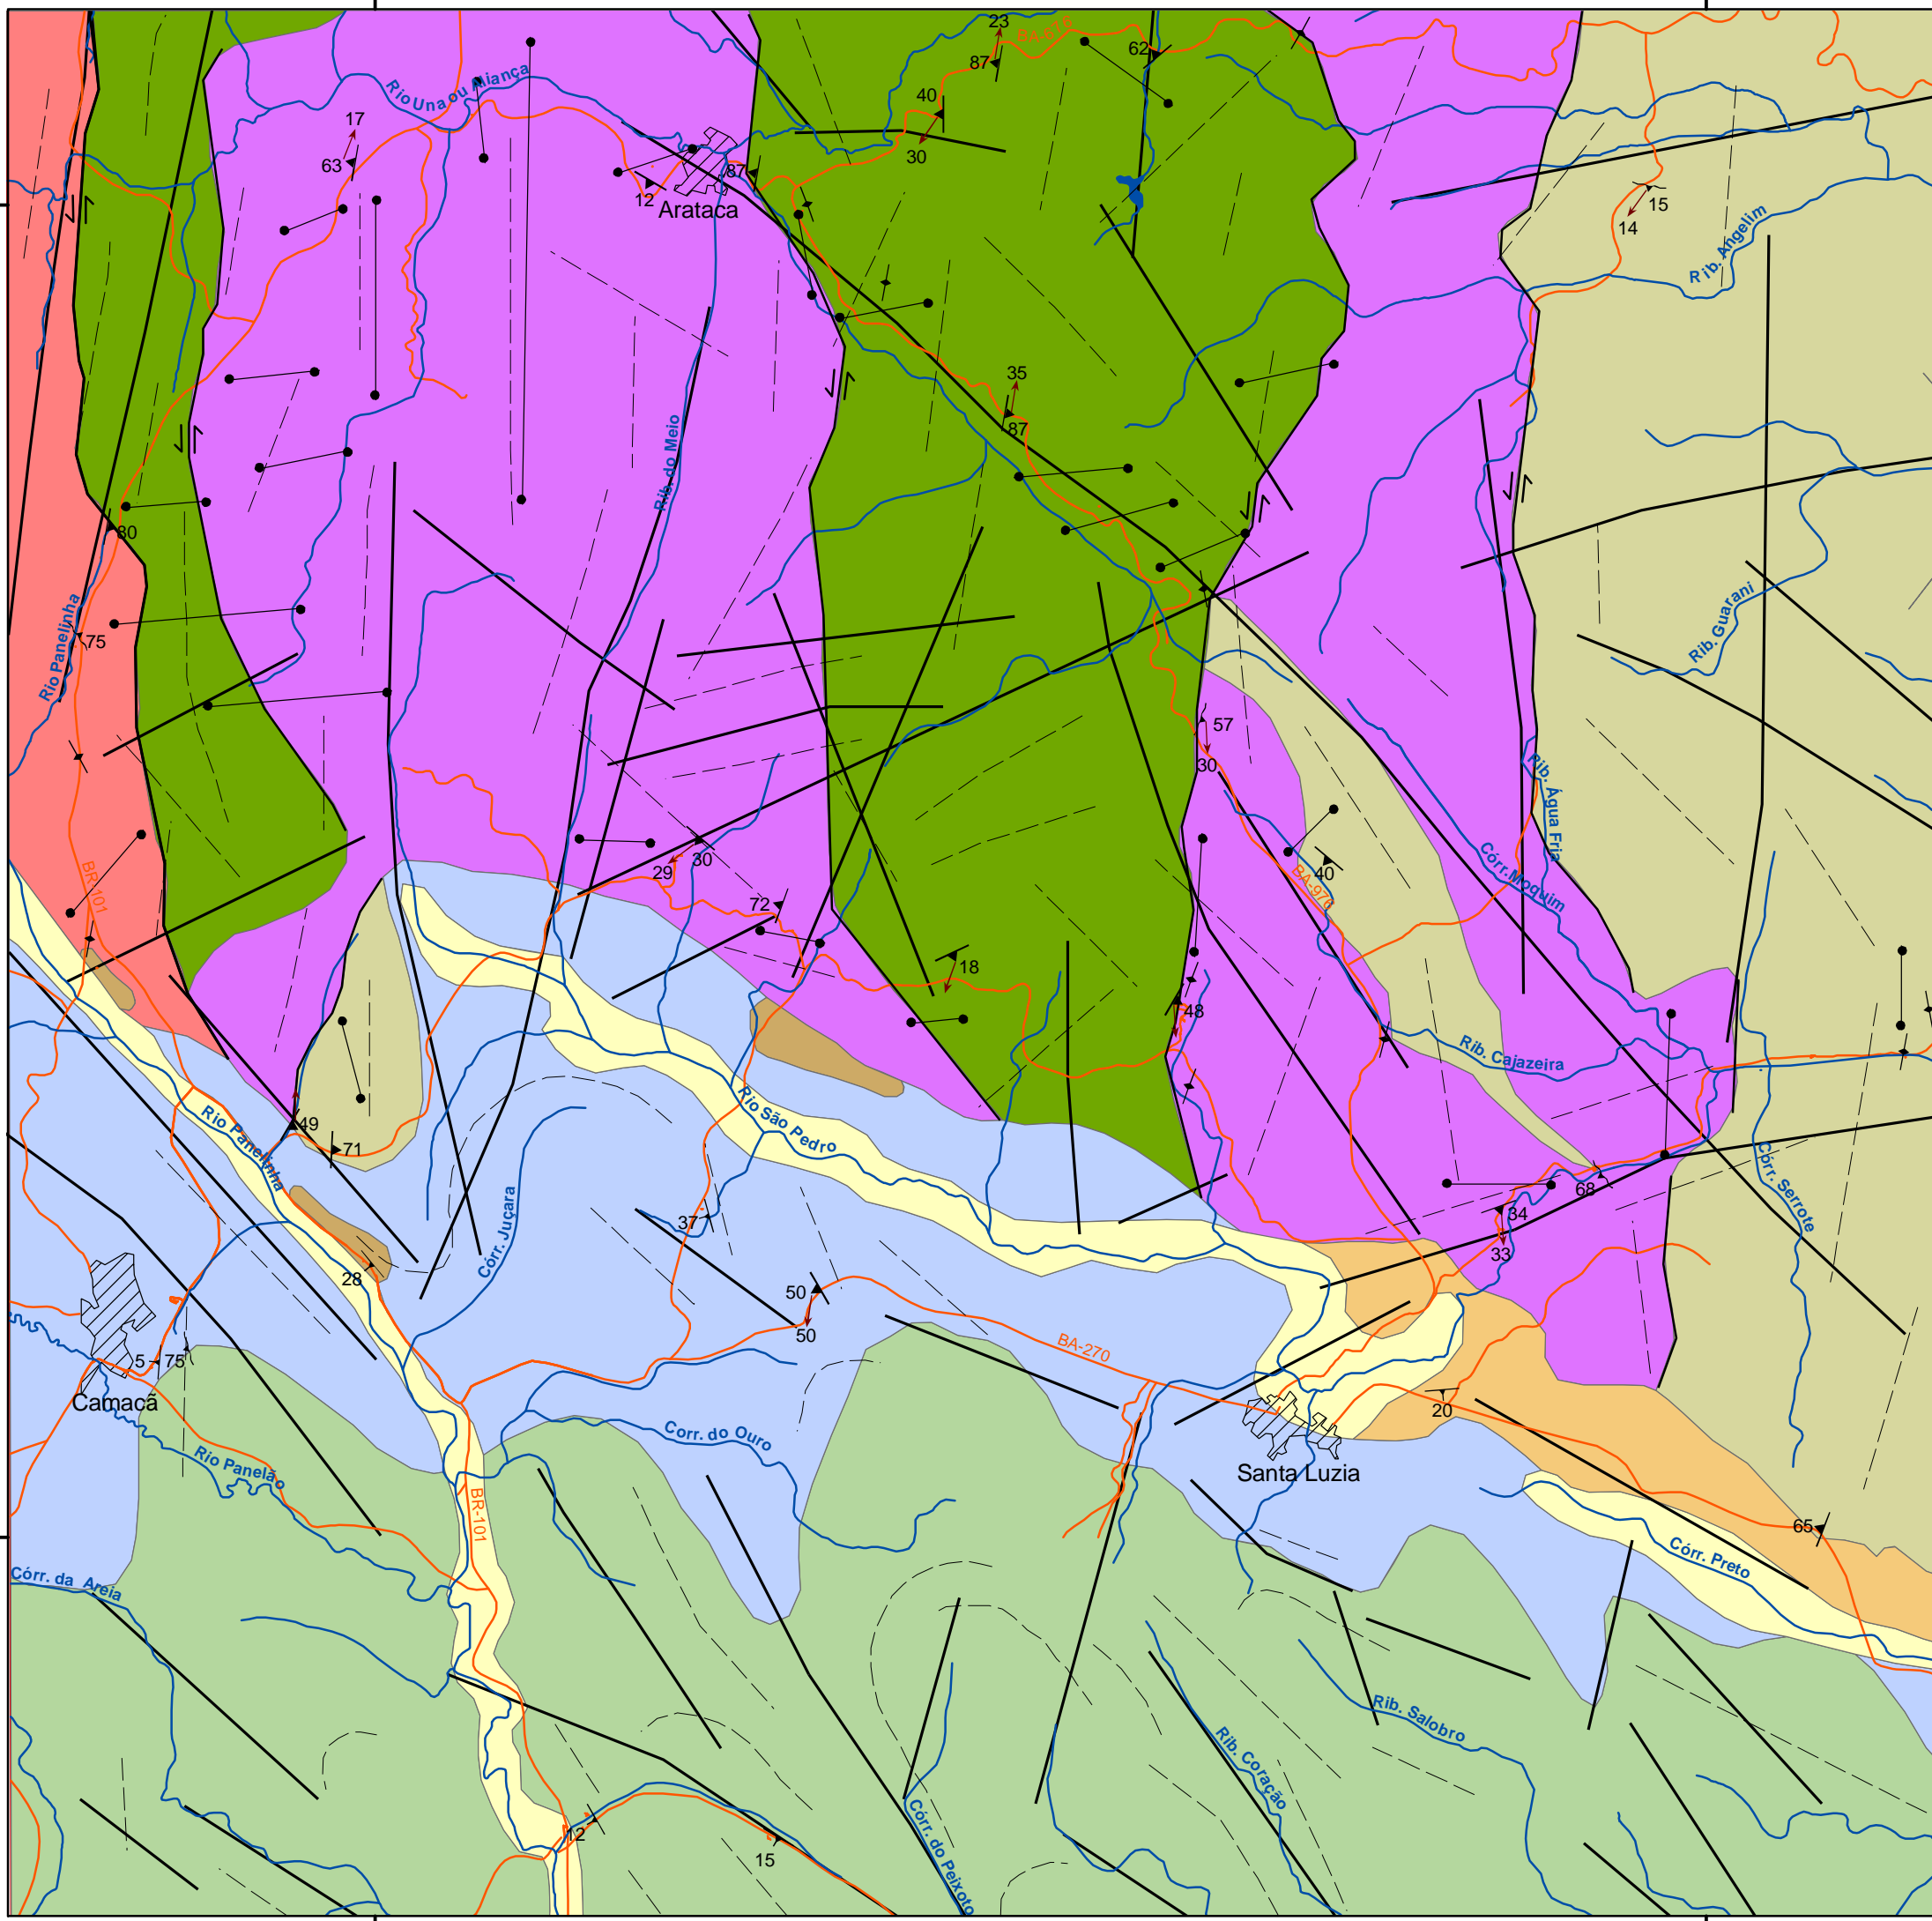 23
BA-615
62
87
Rio Una ou Aliança
40
17
30
63
87
12
Arataca
15
14
Rib. Angelim
35
87
Rib. do Meio
80
Rib. Guarani
Rio Panelinha
75
57
30
Rib. Água Fria
30
29
40
BA-976
Córr. Moquim
BR-101
72
18
48
Rib. Cajazeira
Rio São Pedro
49
Rio Panelinha
71
Córr. Serrote
68
34
33
37
Córr. Juçara
28
50
50
BA-270
5
75
Camacã
20
Corr. do Ouro
Santa Luzia
Rio Panelão
BR-101
65
Córr. Preto
Córr. da Areia
Rib. Salobro
Rib. Coração
12
15
Córr. do Peixoto